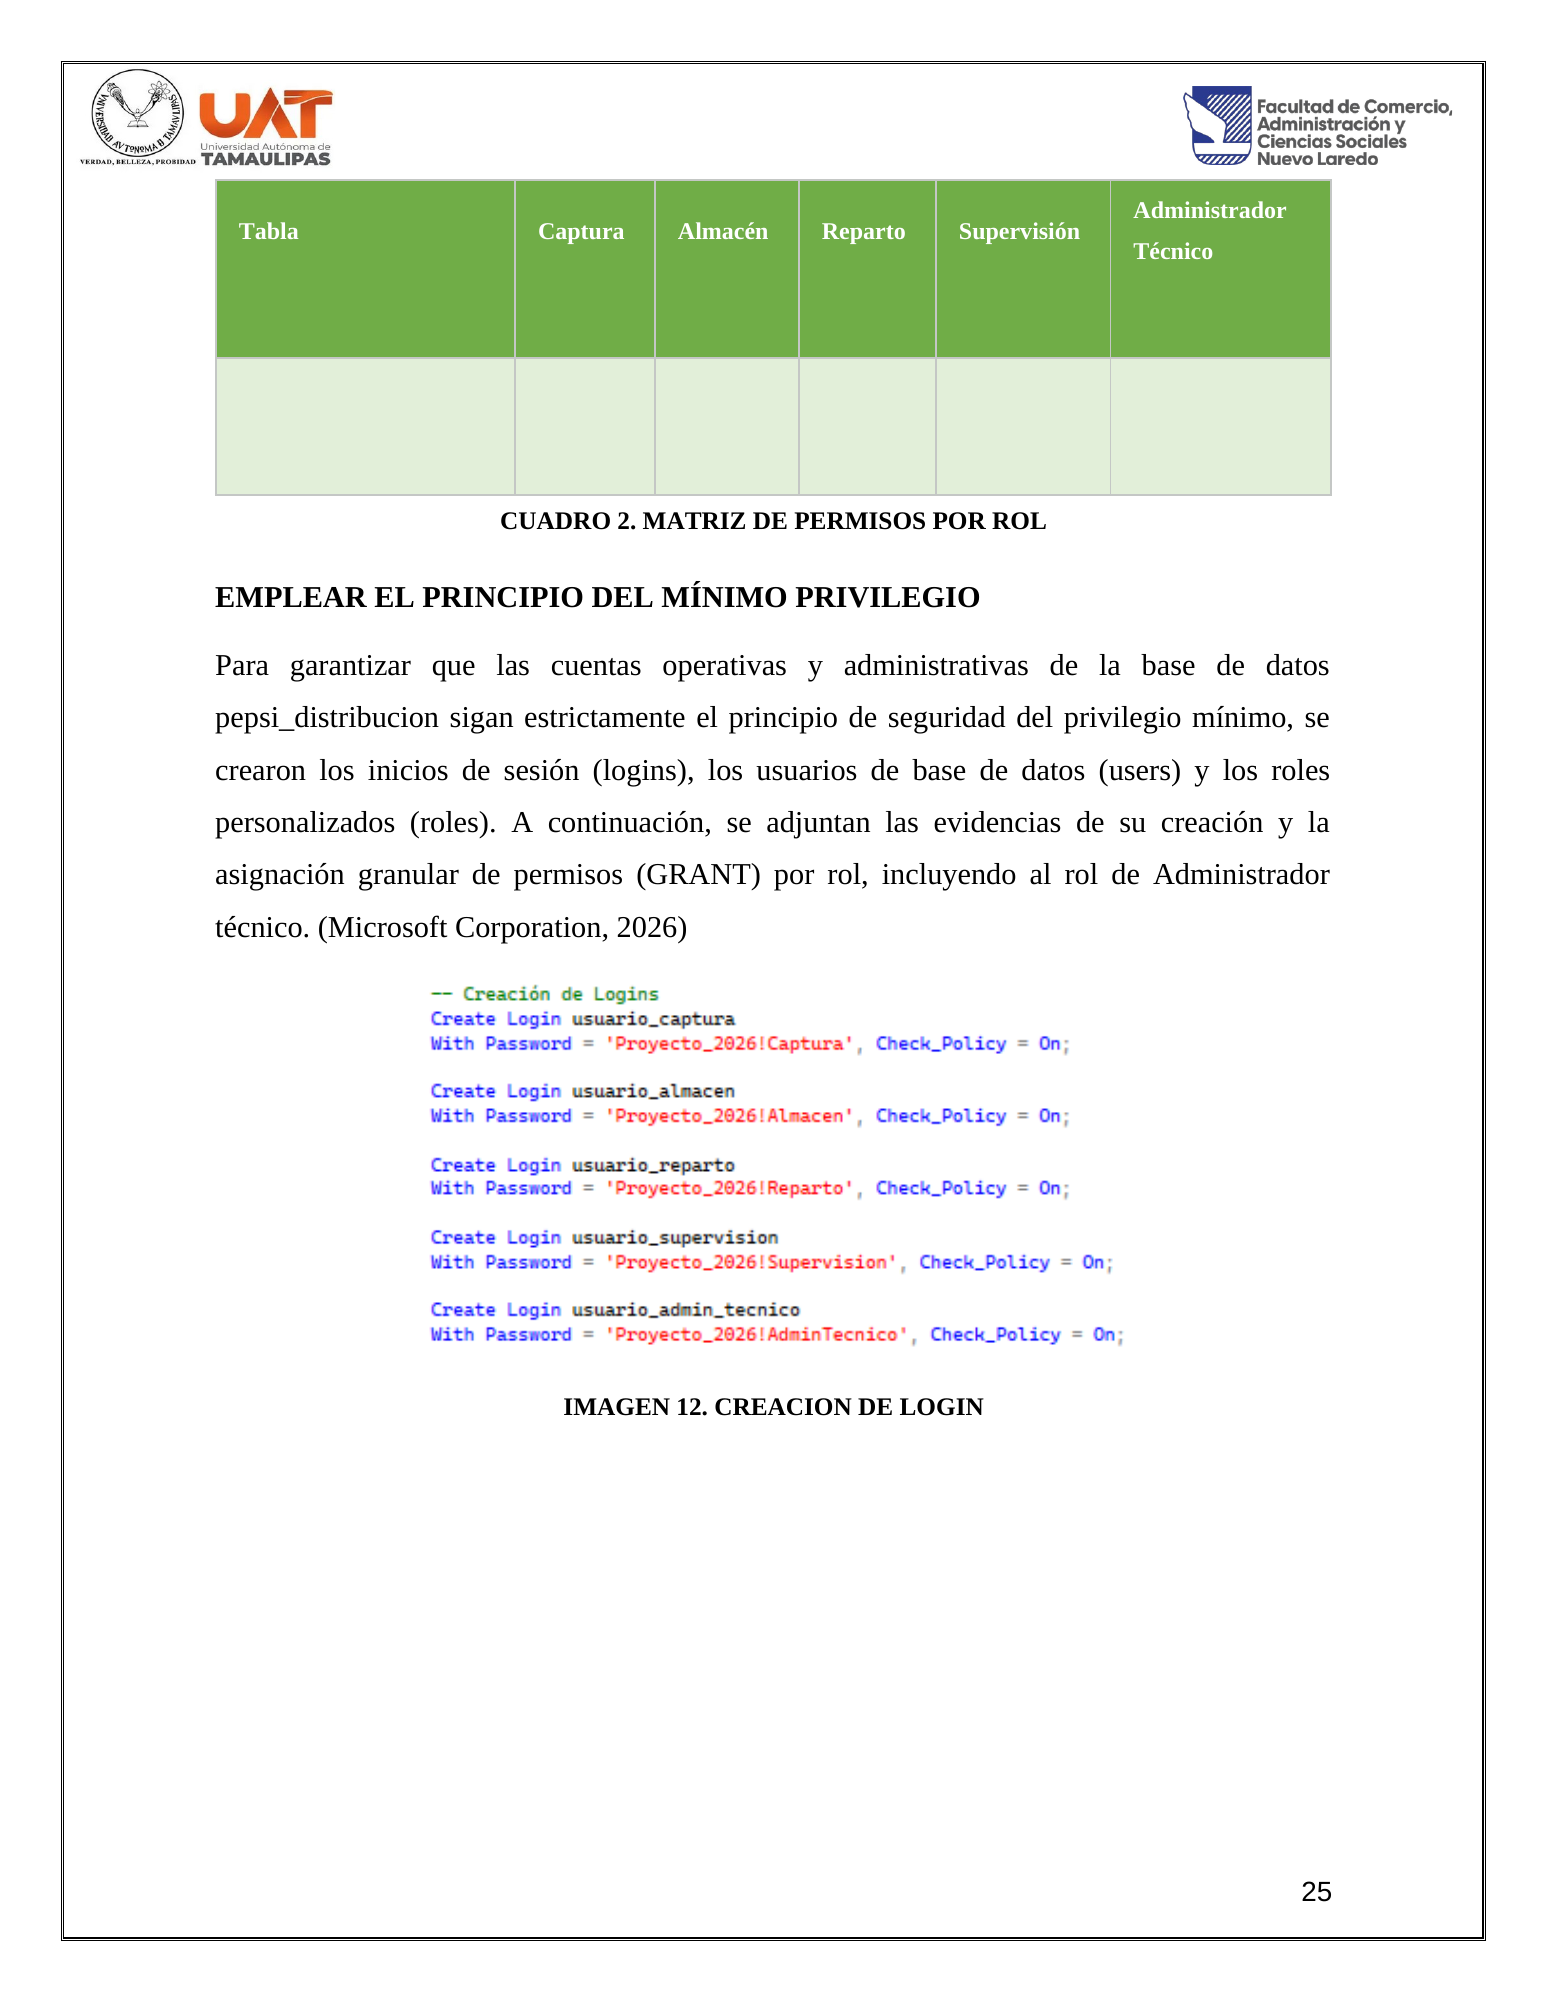 UNIVERSIDAD AVTONOMA D TAMAVLIPAS
VERDAD, BELLEZA, PROBIDAD
UAT
Universidad Autónoma de
TAMAULIPAS
Facultad de Comercio,
Administración y
Ciencias Sociales
Nuevo Laredo
Tabla Captura Almacén Reparto Supervisión Administrador Técnico
CUADRO 2. MATRIZ DE PERMISOS POR ROL
EMPLEAR EL PRINCIPIO DEL MÍNIMO PRIVILEGIO
Para garantizar que las cuentas operativas y administrativas de la base de datos
pepsi_distribucion sigan estrictamente el principio de seguridad del privilegio mínimo, se
crearon los inicios de sesión (logins), los usuarios de base de datos (users) y los roles
personalizados (roles). A continuación, se adjuntan las evidencias de su creación y la
asignación granular de permisos (GRANT) por rol, incluyendo al rol de Administrador
técnico. (Microsoft Corporation, 2026)
-- Creación de Logins
Create Login usuario_captura
With Password = 'Proyecto_2026!Captura', Check_Policy = On;
Create Login usuario_almacen
With Password = 'Proyecto_2026!Almacen', Check_Policy = On;
Create Login usuario_reparto
With Password = 'Proyecto_2026!Reparto', Check_Policy = On;
Create Login usuario_supervision
With Password = 'Proyecto_2026!Supervision', Check_Policy = On;
Create Login usuario_admin_tecnico
With Password = 'Proyecto_2026!AdminTecnico', Check_Policy = On;
IMAGEN 12. CREACION DE LOGIN
25